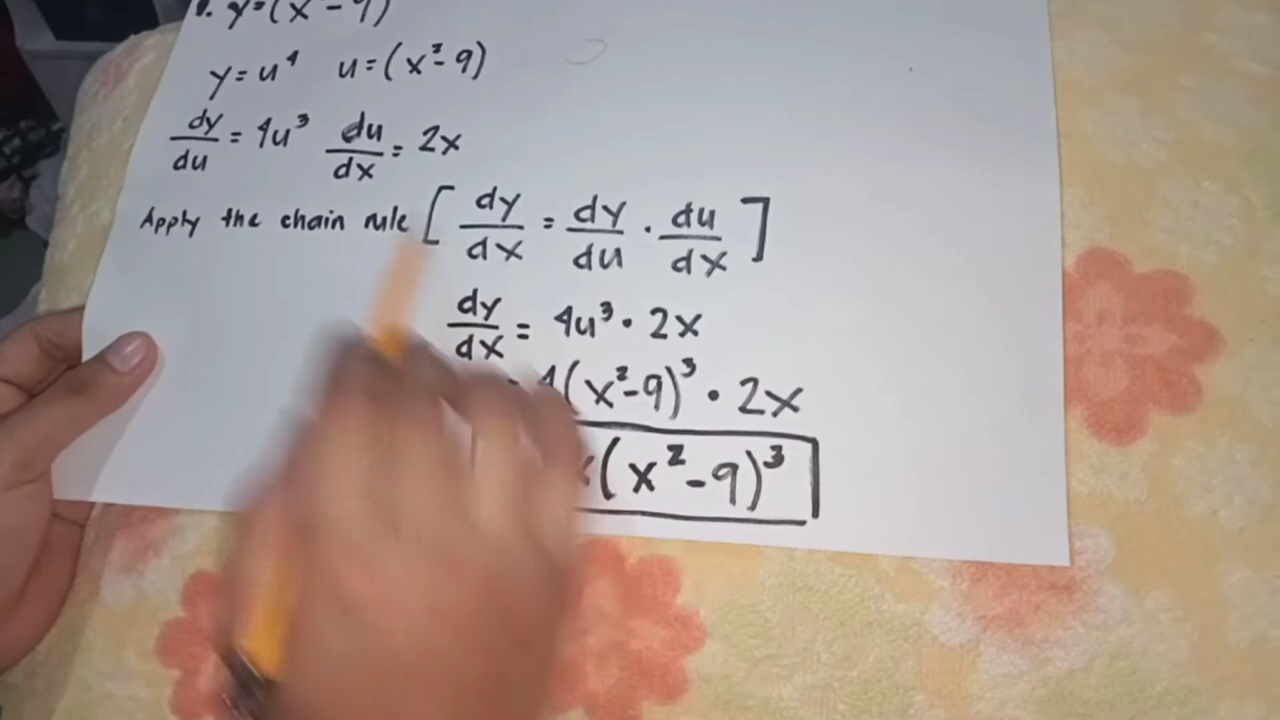 y = u⁴ u = (x² - 9)
dy/du = 4u³ du/dx = 2x
Apply the chain rule [ dy/dx = dy/du · du/dx ]
dy/dx = 4u³ · 2x
4(x² - 9)³ · 2x
(x² - 9)³